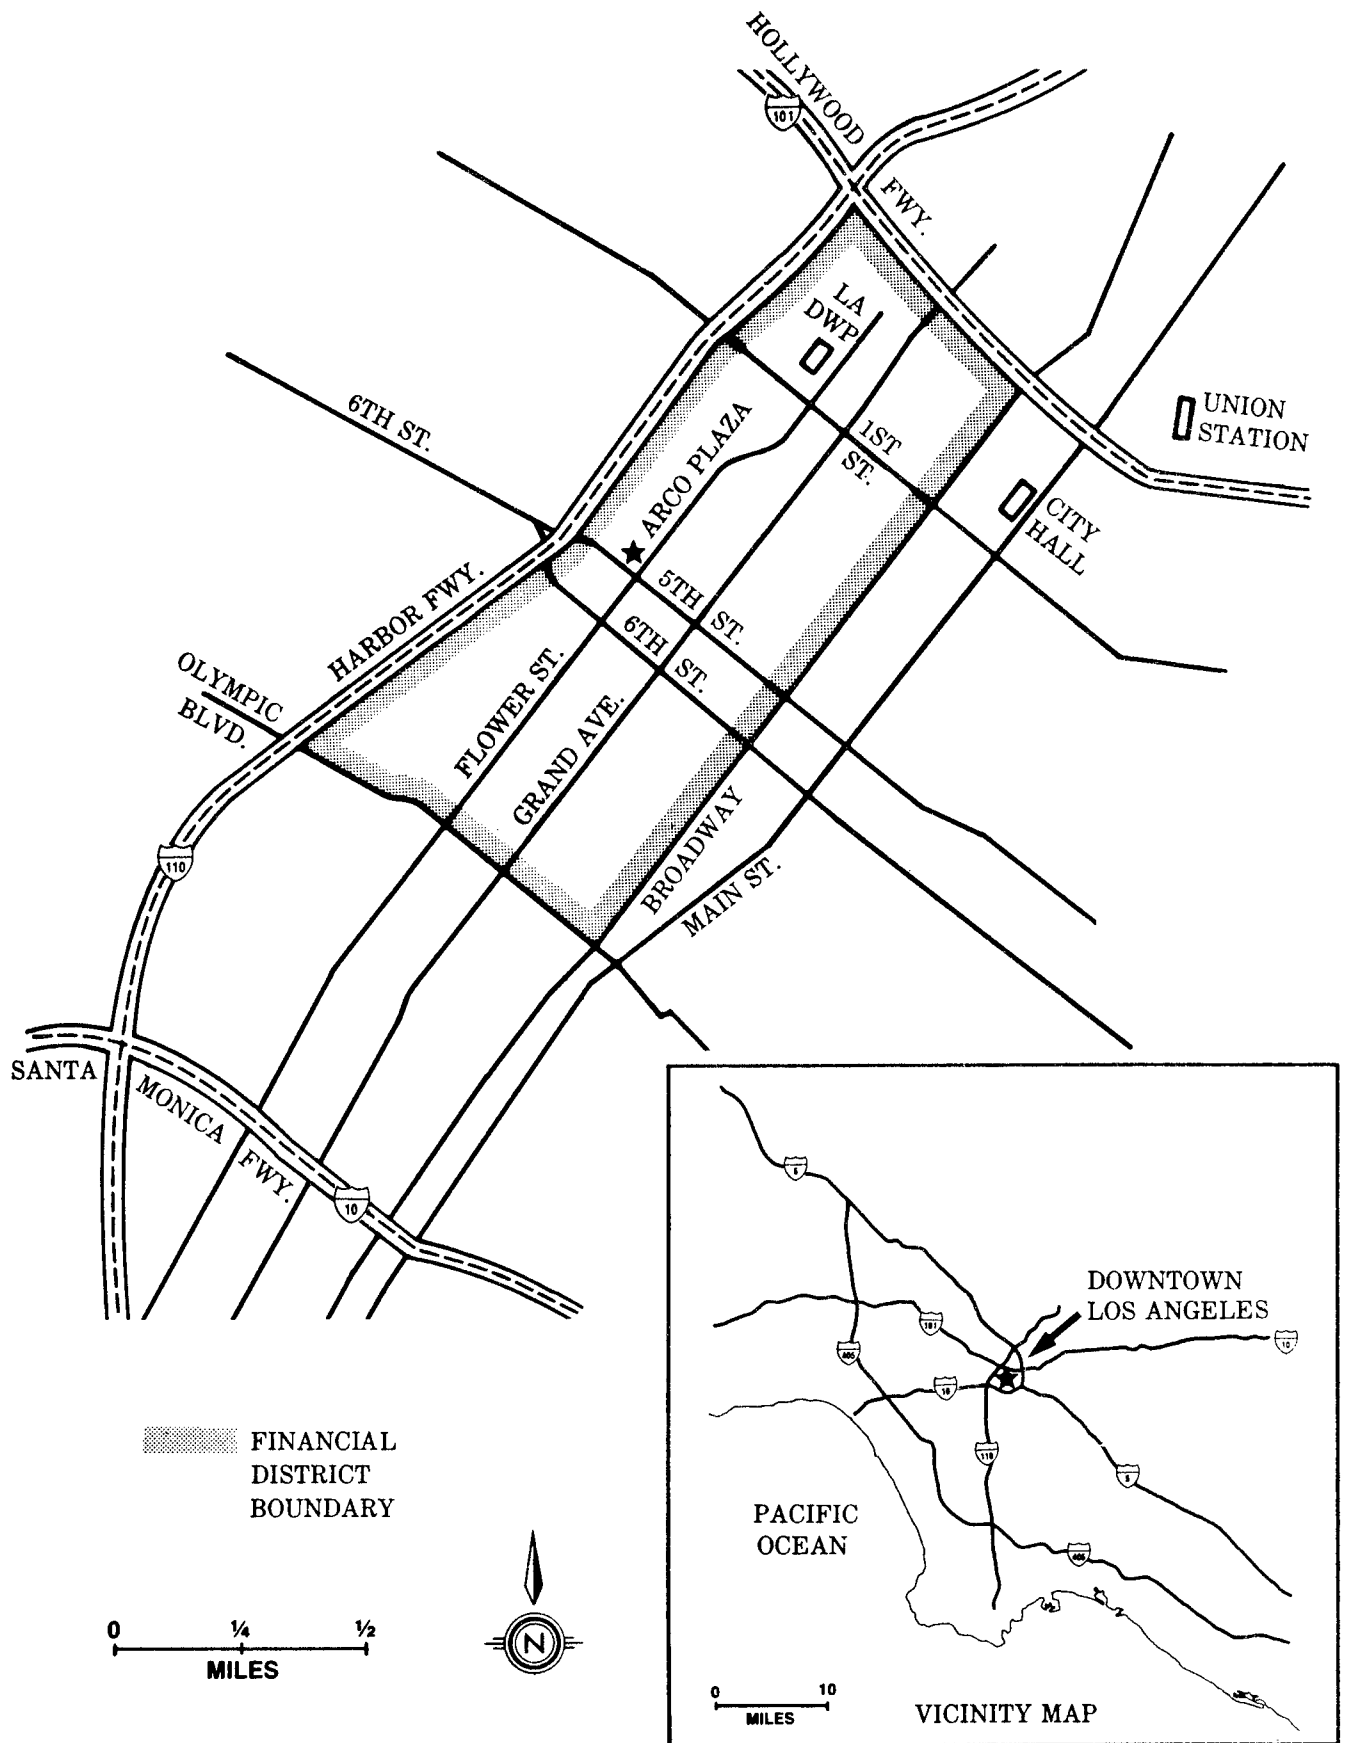 HOLLYWOOD
FWY.
101
LA
DWP
6TH ST.
ARCO PLAZA
1ST
ST.
UNION
STATION
CITY
HALL
HARBOR FWY.
5TH ST.
6TH ST.
OLYMPIC
BLVD.
FLOWER ST.
GRAND AVE.
BROADWAY
MAIN ST.
110
SANTA
MONICA
FWY.
10
FINANCIAL
DISTRICT
BOUNDARY
0 ¼ ½
MILES
N
5
DOWNTOWN
LOS ANGELES
101
10
405
10
110
5
PACIFIC
OCEAN
405
0 10
MILES
VICINITY MAP